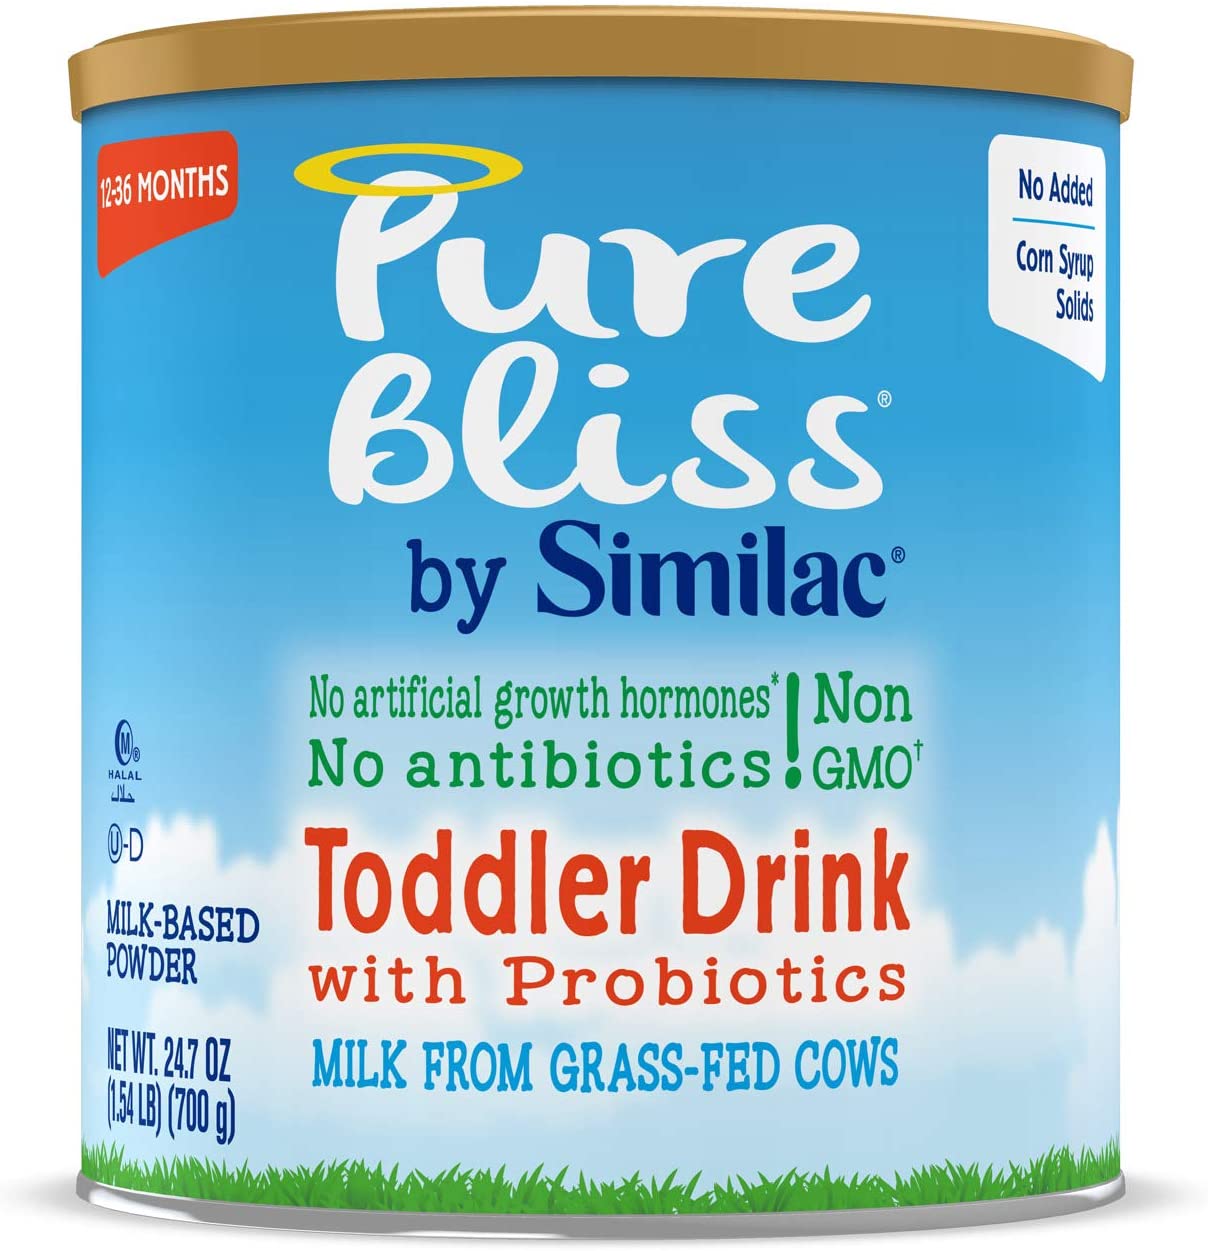 12-36 MONTHS
No Added
Corn Syrup
Solids
Pure
Bliss®
by Similac®
No artificial growth hormones*
No antibiotics
!
Non
GMO†
M®
HALAL
حلال
U-D
MILK-BASED
POWDER
NET WT. 24.7 OZ
(1.54 LB) (700 g)
Toddler Drink
with Probiotics
MILK FROM GRASS-FED COWS